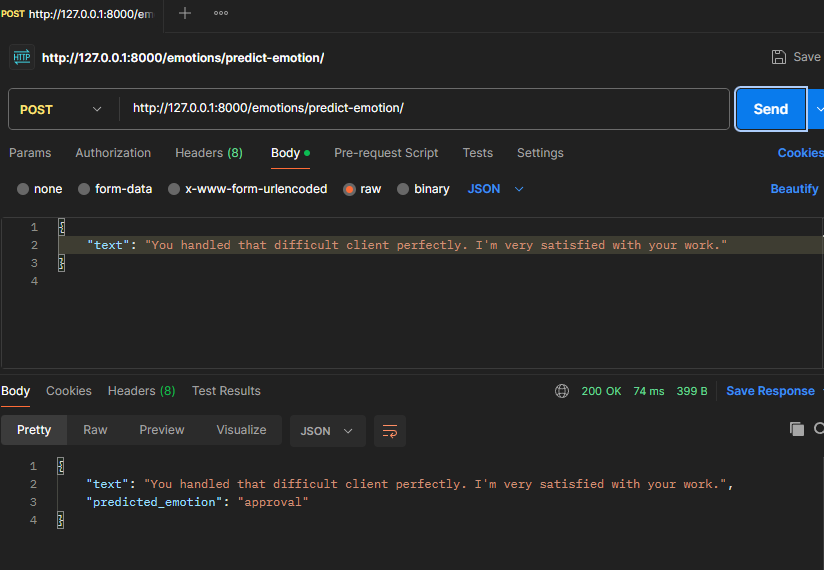 POST http://127.0.0.1:8000/em
HTTP http://127.0.0.1:8000/emotions/predict-emotion/ Save
POST http://127.0.0.1:8000/emotions/predict-emotion/ Send
Params Authorization Headers (8) Body Pre-request Script Tests Settings Cookies
none form-data x-www-form-urlencoded raw binary JSON Beautify
1 {
2 "text": "You handled that difficult client perfectly. I'm very satisfied with your work."
3 }
4
Body Cookies Headers (8) Test Results 200 OK 74 ms 399 B Save Response
Pretty Raw Preview Visualize JSON
1 {
2 "text": "You handled that difficult client perfectly. I'm very satisfied with your work.",
3 "predicted_emotion": "approval"
4 }